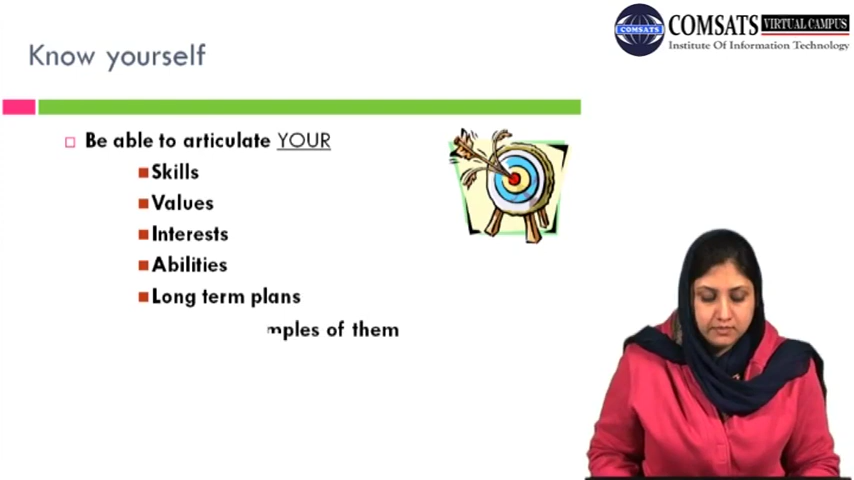 COMSATS VIRTUAL CAMPUS
COMSATS
Institute Of Information Technology
Know yourself
Be able to articulate YOUR
Skills
Values
Interests
Abilities
Long term plans
of them